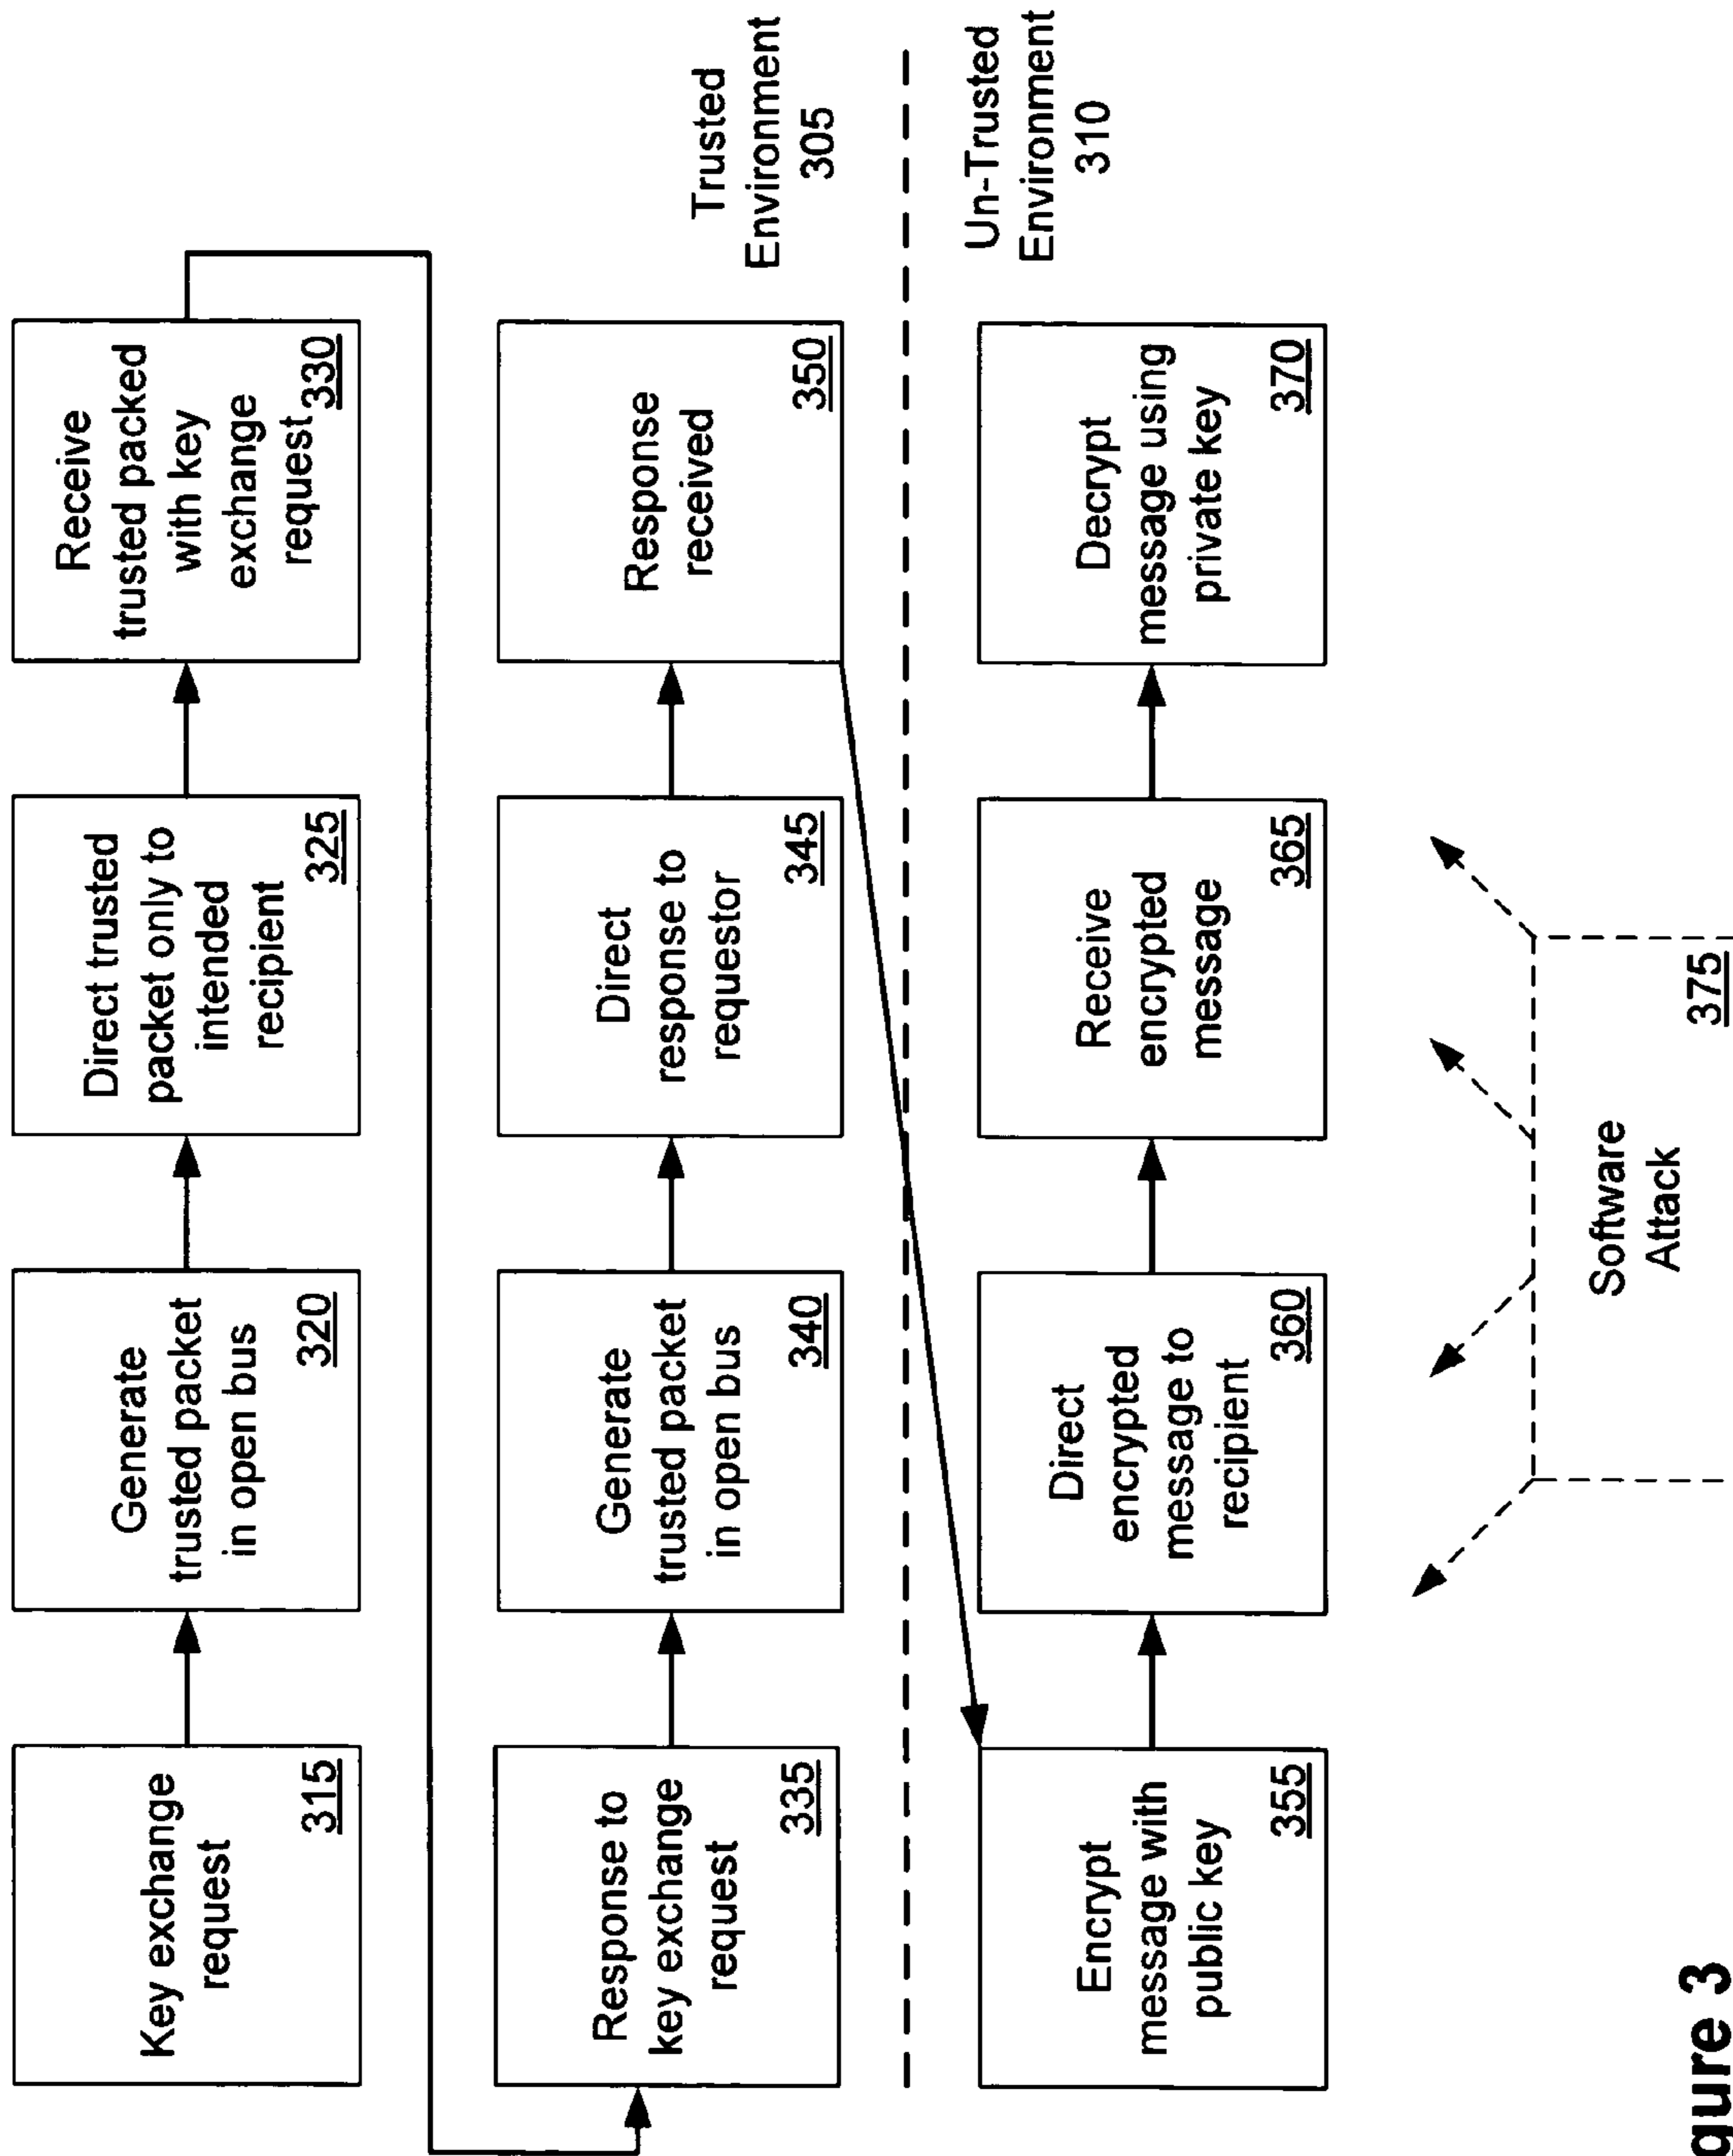 Key exchange
request
315
Generate
trusted packet
in open bus
320
Direct trusted
packet only to
intended
recipient
325
Receive
trusted packed
with key
exchange
request
330
Response to
key exchange
request
335
Generate
trusted packet
in open bus
340
Direct
response to
requestor
345
Response
received
350
Trusted
Environment
305
Un-Trusted
Environment
310
Encrypt
message with
public key
355
Direct
encrypted
message to
recipient
360
Receive
encrypted
message
365
Decrypt
message using
private key
370
Software
Attack
375
gure 3